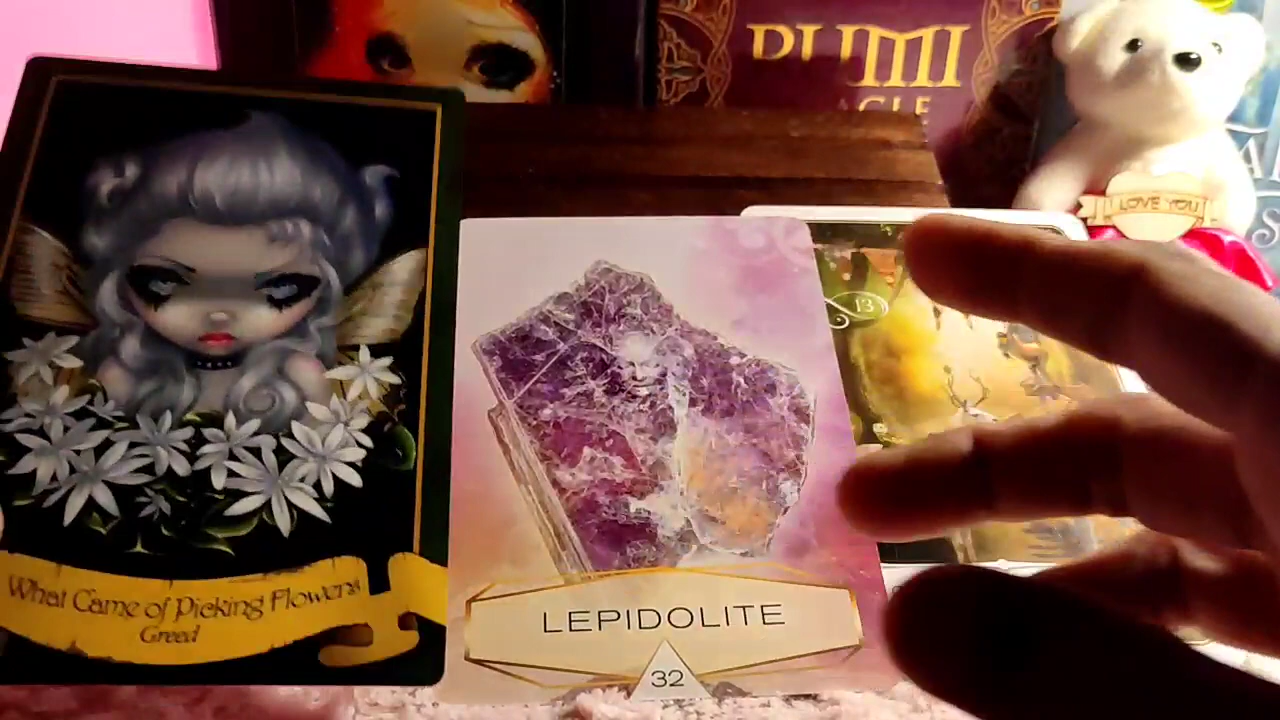 RUMI
What Came of Picking Flowers
Greed
LEPIDOLITE
32
13
I LOVE YOU